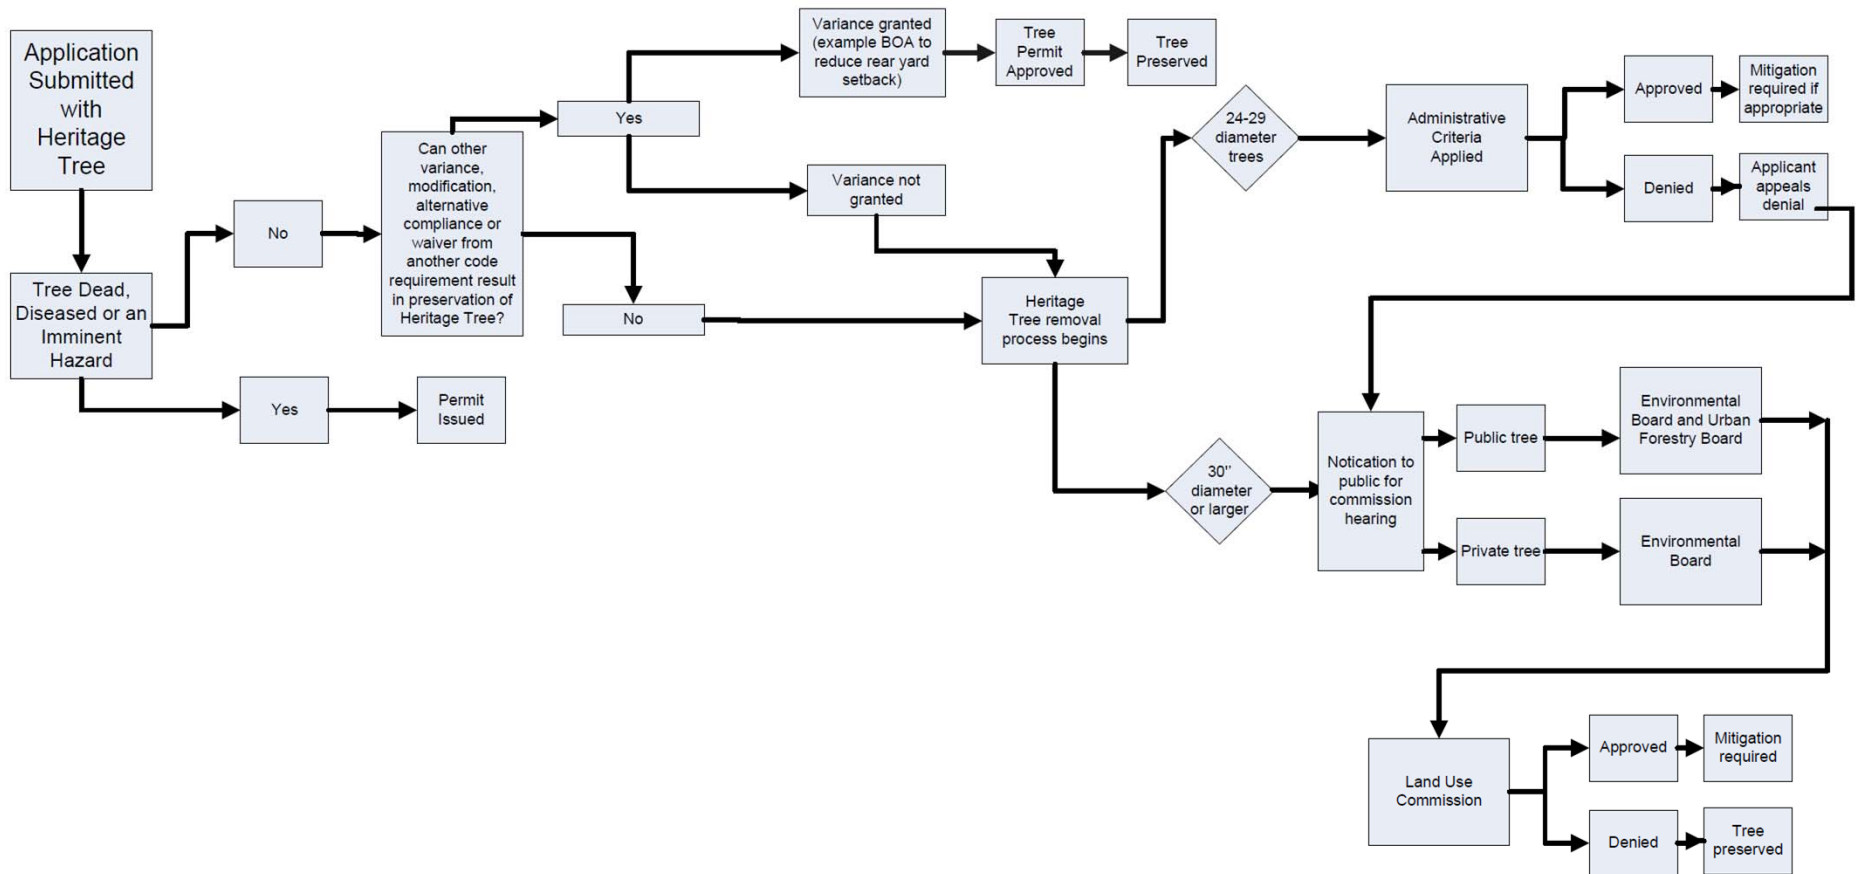 Application
Submitted
with
Heritage
Tree
Tree Dead,
Diseased or an
Imminent
Hazard
No
Yes
Permit
Issued
Can other
variance,
modification,
alternative
compliance or
waiver from
another code
requirement result
in preservation of
Heritage Tree?
Yes
No
Variance granted
(example BOA to
reduce rear yard
setback)
Tree
Permit
Approved
Tree
Preserved
Variance not
granted
Heritage
Tree removal
process begins
24-29
diameter
trees
Administrative
Criteria
Applied
Approved
Mitigation
required if
appropriate
Denied
Applicant
appeals
denial
30"
diameter
or larger
Notication to
public for
commission
hearing
Public tree
Environmental
Board and Urban
Forestry Board
Private tree
Environmental
Board
Land Use
Commission
Approved
Mitigation
required
Denied
Tree
preserved